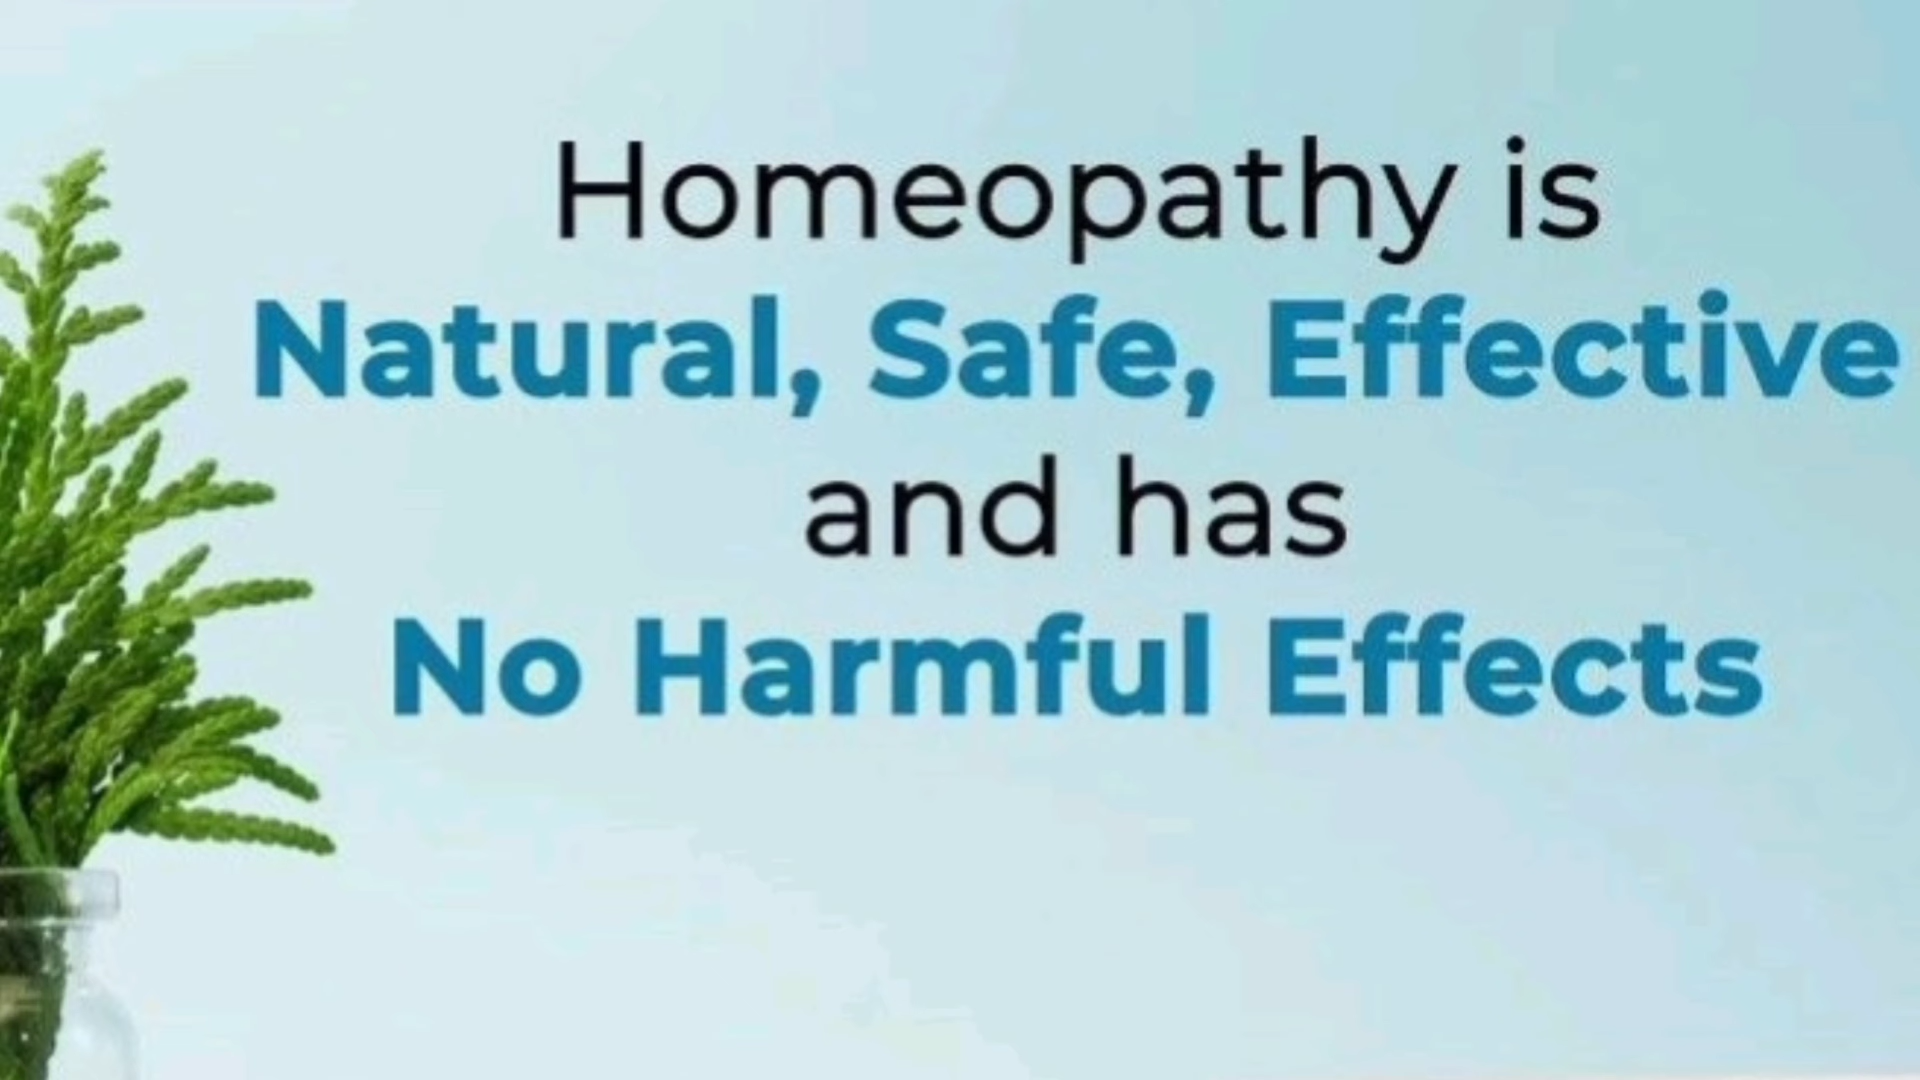 Homeopathy is
Natural, Safe, Effective
and has
No Harmful Effects